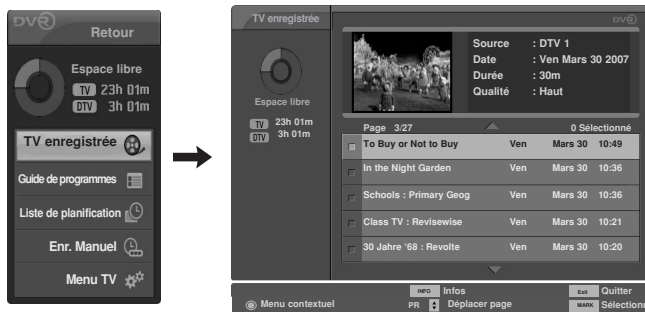 DVR
Retour
Espace libre
TV 23h 01m
DTV 3h 01m
TV enregistrée
Guide de programmes
Liste de planification
Enr. Manuel
Menu TV
TV enregistrée
DVR
Espace libre
TV 23h 01m
DTV 3h 01m
Source : DTV 1
Date : Ven Mars 30 2007
Durée : 30m
Qualité : Haut
Page 3/27 0 Sélectionné
To Buy or Not to Buy Ven Mars 30 10:49
In the Night Garden Ven Mars 30 10:36
Schools : Primary Geog Ven Mars 30 10:36
Class TV : Revisewise Ven Mars 30 10:21
30 Jahre '68 : Revolte Ven Mars 30 10:20
INFO Infos Exit Quitter
Menu contextuel PR Déplacer page MARK Sélectionn